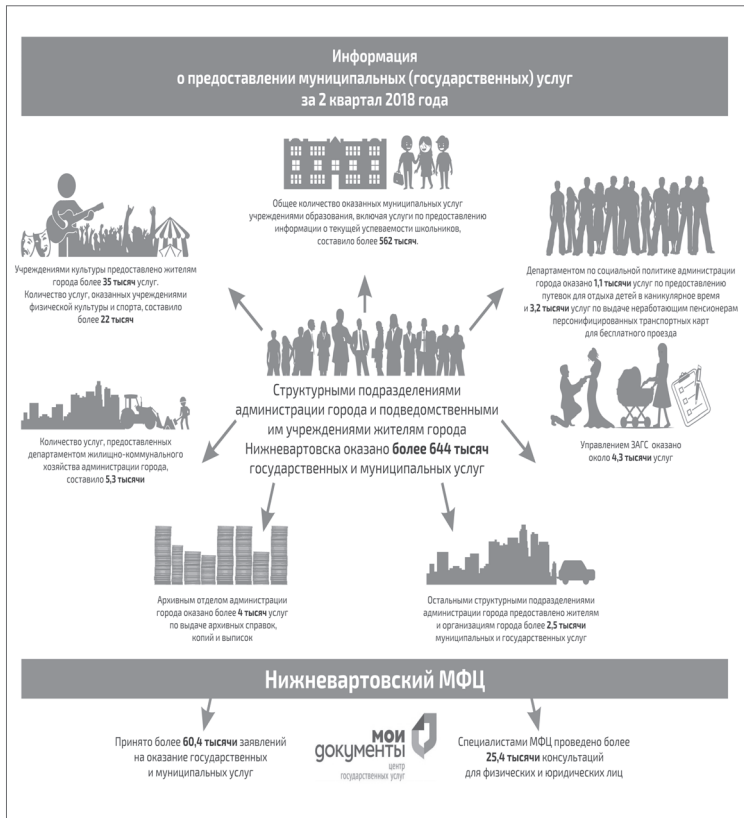 Информация
о предоставлении муниципальных (государственных) услуг
за 2 квартал 2018 года
Общее количество оказанных муниципальных услуг
учреждениями образования, включая услуги по предоставлению
информации о текущей успеваемости школьников,
составило более 562 тысяч.
Учреждениями культуры предоставлено жителям
города более 35 тысяч услуг.
Количество услуг, оказанных учреждениями
физической культуры и спорта, составило
более 22 тысяч
Департаментом по социальной политике администрации
города оказано 1,1 тысячи услуг по предоставлению
путевок для отдыха детей в каникулярное время
и 3,2 тысячи услуг по выдаче неработающим пенсионерам
персонифицированных транспортных карт
для бесплатного проезда
Структурными подразделениями
администрации города и подведомственными
им учреждениями жителям города
Нижневартовска оказано более 644 тысяч
государственных и муниципальных услуг
Количество услуг, предоставленных
департаментом жилищно-коммунального
хозяйства администрации города,
составило 5,3 тысячи
Управлением ЗАГС оказано
около 4,3 тысячи услуг
Архивным отделом администрации
города оказано более 4 тысяч услуг
по выдаче архивных справок,
копий и выписок
Остальными структурными подразделениями
администрации города предоставлено жителям
и организациям города более 2,5 тысячи
муниципальных и государственных услуг
Нижневартовский МФЦ
Принято более 60,4 тысячи заявлений
на оказание государственных
и муниципальных услуг
мои
документы
центр
государственных услуг
Специалистами МФЦ проведено более
25,4 тысячи консультаций
для физических и юридических лиц